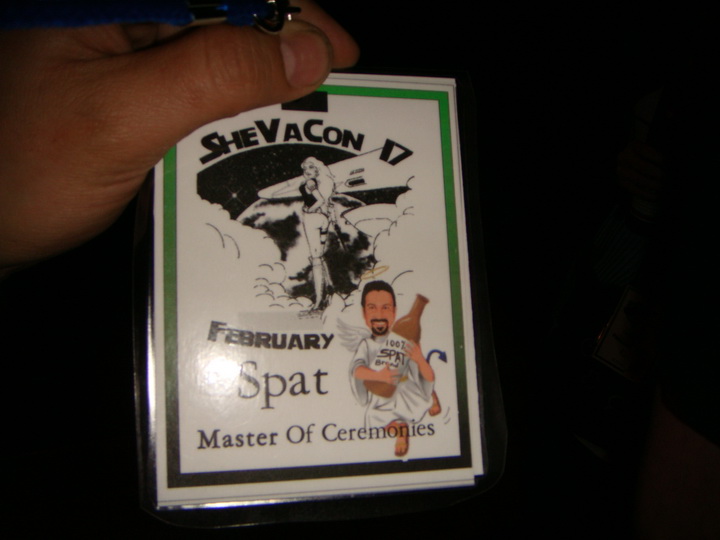 SHEVACON 17
FEBRUARY
Spat
Master Of Ceremonies
100%
SPAT